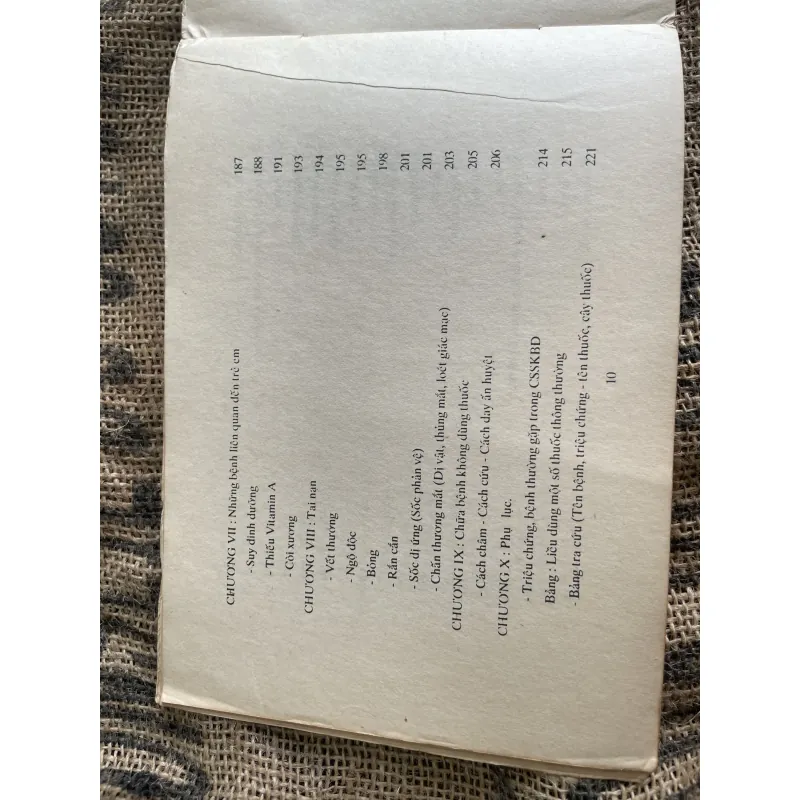 CHƯƠNG VII : Những bệnh liên quan đến trẻ em 187
- Suy dinh dưỡng 188
- Thiếu Vitamin A 191
- Còi xương 193
CHƯƠNG VIII : Tai nạn 194
- Vết thương 195
- Ngộ độc 195
- Bỏng 198
- Rắn cắn 201
- Sốc dị ứng (Sốc phản vệ) 201
- Chấn thương mắt (Dị vật, thủng mắt, loét giác mạc) 203
CHƯƠNG IX : Chữa bệnh không dùng thuốc 205
- Cách châm - Cách cứu - Cách day ấn huyệt 206
CHƯƠNG X : Phụ lục.
- Triệu chứng, bệnh thường gặp trong CSSKBD 214
Bảng : Liều dùng một số thuốc thông thường 215
- Bảng tra cứu (Tên bệnh, triệu chứng - tên thuốc, cây thuốc) 221
10